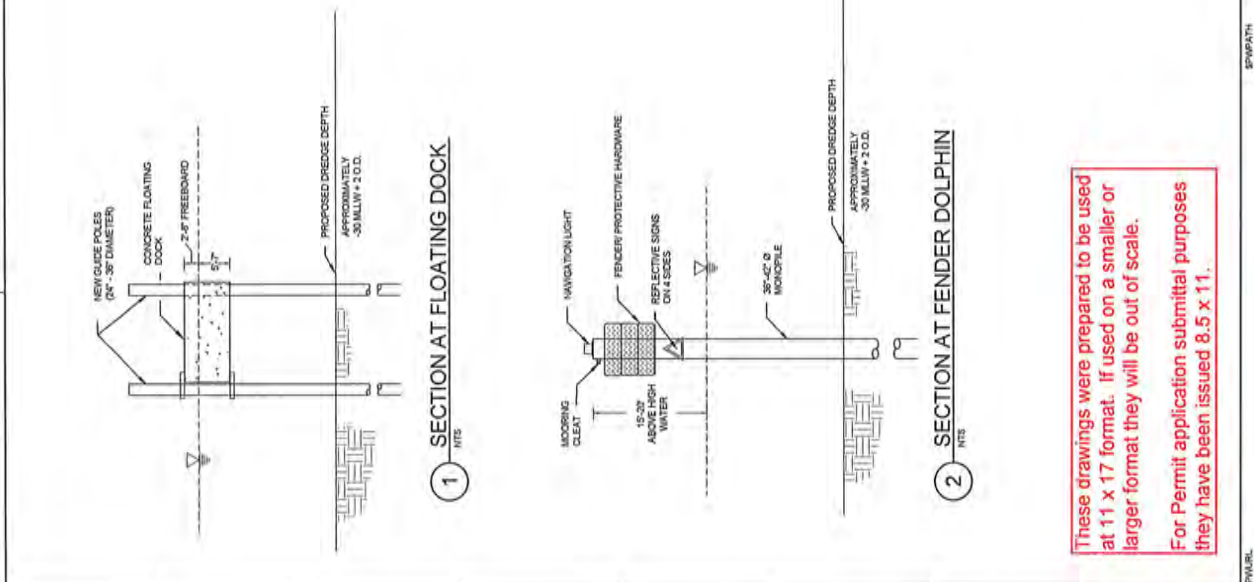 NEW GUIDE POLES
(24" - 36" DIAMETER)
CONCRETE FLOATING
DOCK
2'-6" FREEBOARD
5'-7"
PROPOSED DREDGE DEPTH
APPROXIMATELY
-30 MLLW + 2 O.D.
1
SECTION AT FLOATING DOCK
NTS
MOORING
CLEAT
NAVIGATION LIGHT
FENDER/ PROTECTIVE HARDWARE
REFLECTIVE SIGNS
ON 4 SIDES
15'-20'
ABOVE HIGH
WATER
36"-42" Ø
MONOPILE
PROPOSED DREDGE DEPTH
APPROXIMATELY
-30 MLLW + 2 O.D.
2
SECTION AT FENDER DOLPHIN
NTS
These drawings were prepared to be used
at 11 x 17 format. If used on a smaller or
larger format they will be out of scale.
For Permit application submittal purposes
they have been issued 8.5 x 11.
$PWPATH